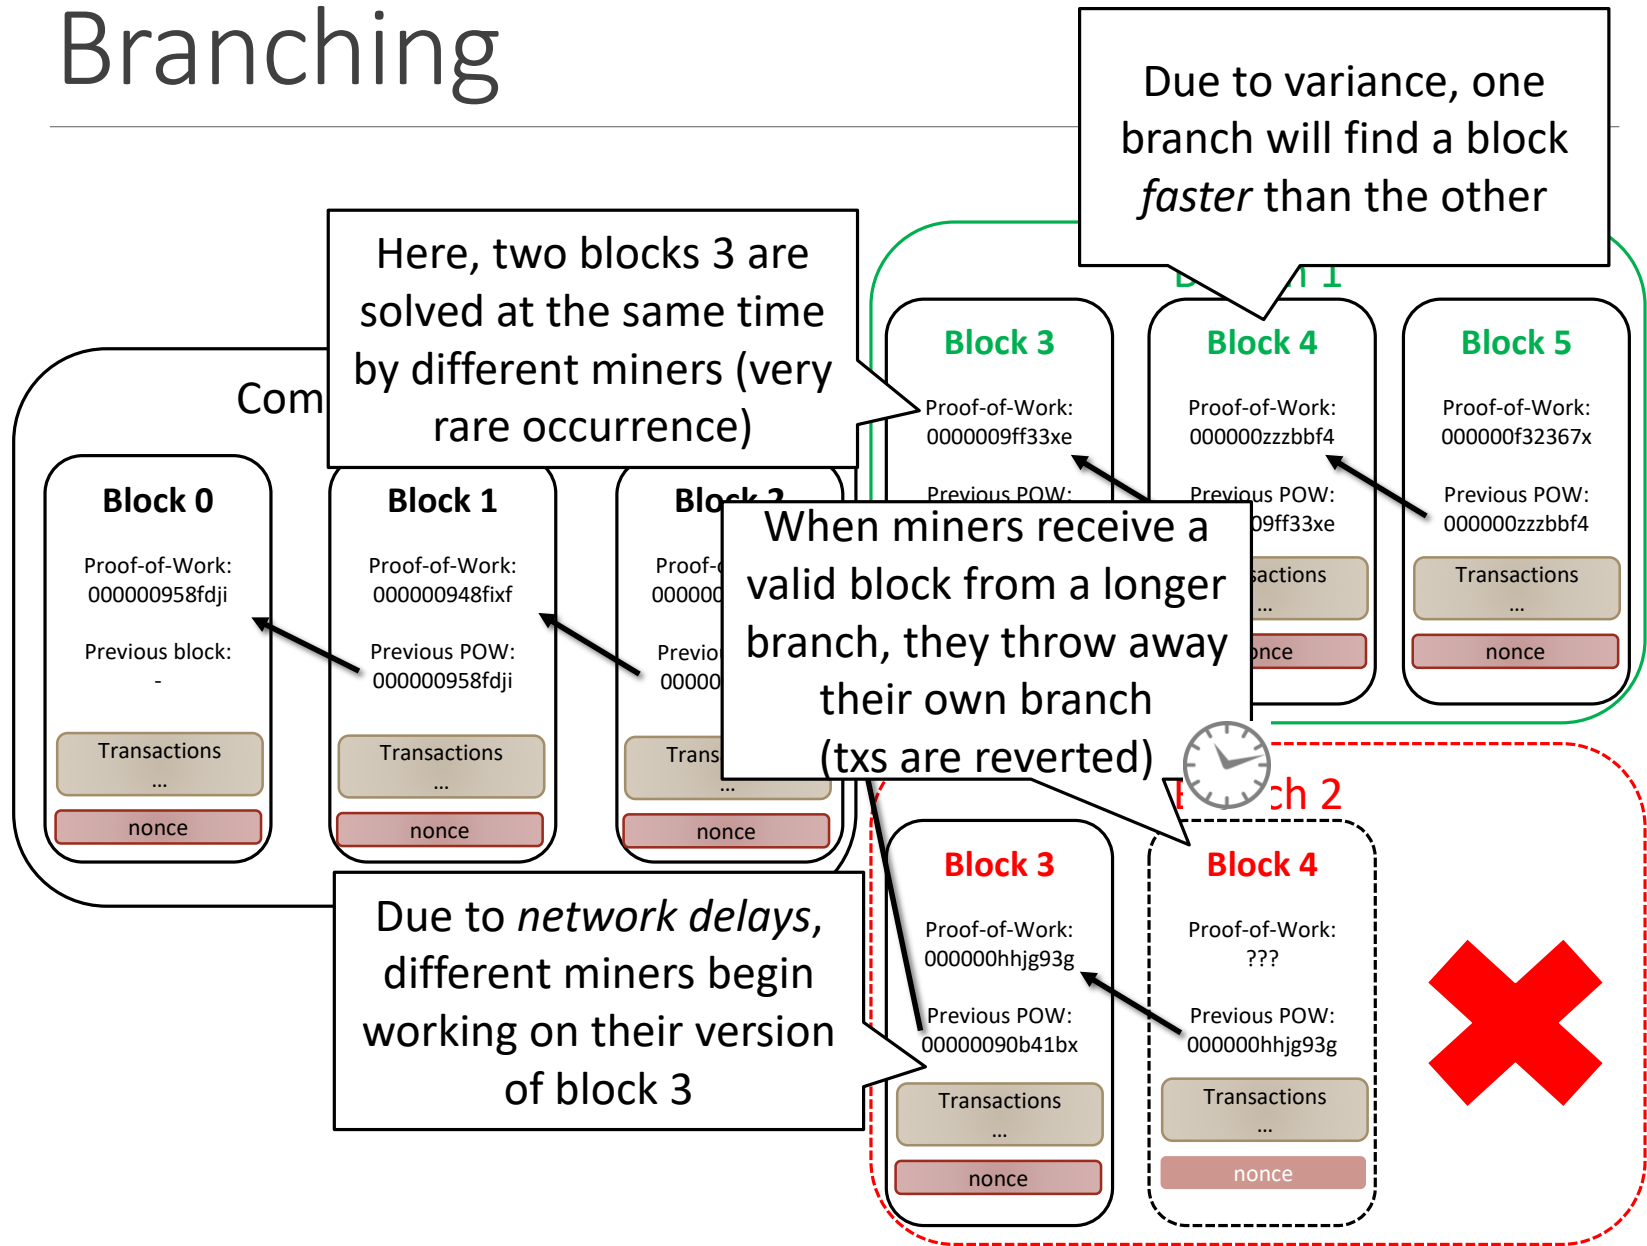 Branching
Due to variance, one
branch will find a block
faster than the other
Here, two blocks 3 are
solved at the same time
by different miners (very
rare occurrence)
Block 0
Proof-of-Work:
000000958fdji
Previous block:
-
Transactions
...
nonce
Block 1
Proof-of-Work:
000000948fixf
Previous POW:
000000958fdji
Transactions
...
nonce
...
nonce
1
Block 3
Proof-of-Work:
0000009ff33xe
Previous POW:
Block 4
Proof-of-Work:
000000zzzbbf4
Previous POW:
...
Block 5
Proof-of-Work:
000000f32367x
Previous POW:
000000zzzbbf4
Transactions
...
nonce
When miners receive a
valid block from a longer
branch, they throw away
their own branch
(txs are reverted)
Due to network delays,
different miners begin
working on their version
of block 3
2
Block 3
Proof-of-Work:
000000hhjg93g
Previous POW:
00000090b41bx
Transactions
...
nonce
Block 4
Proof-of-Work:
???
Previous POW:
000000hhjg93g
Transactions
...
nonce